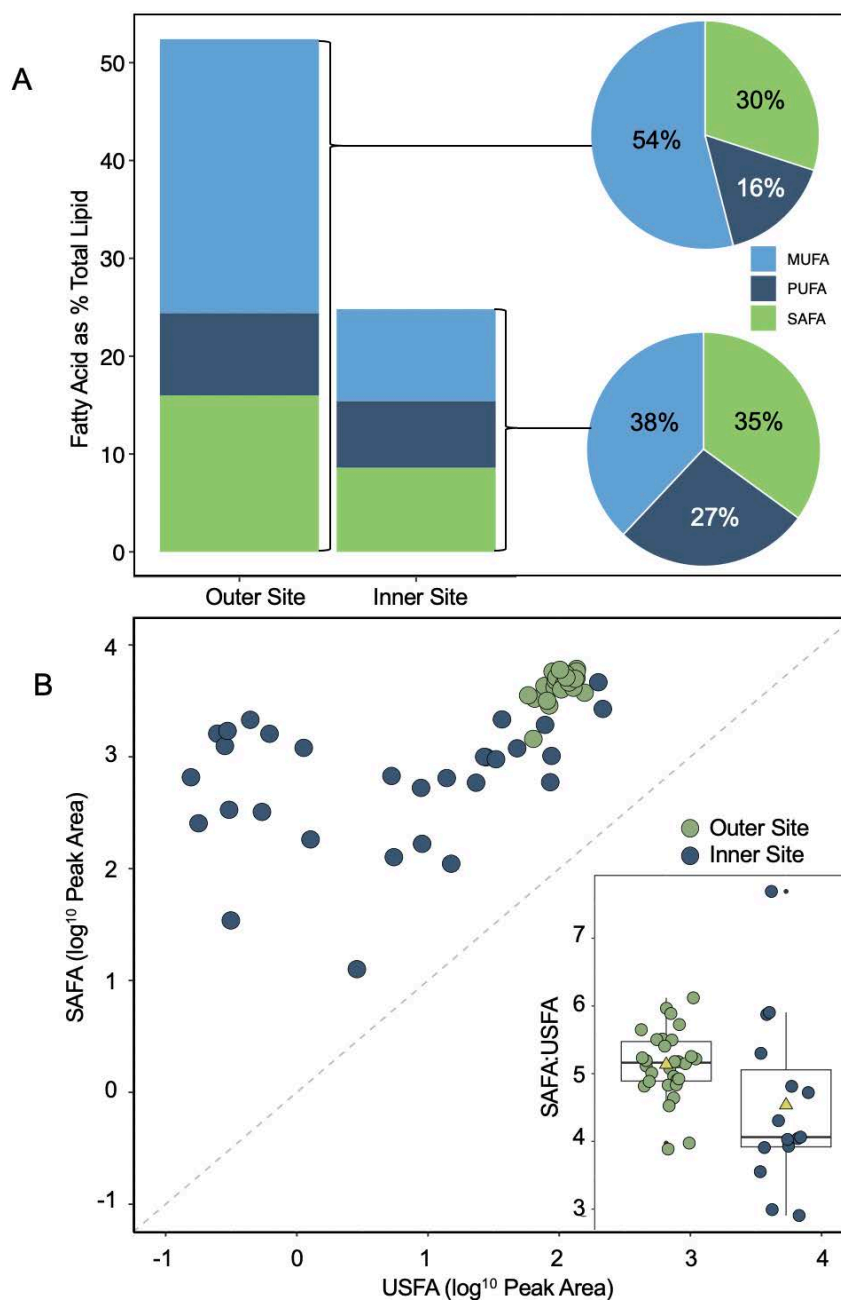 A
Fatty Acid as % Total Lipid
50
40
30
20
10
0
Outer Site
Inner Site
54%
30%
16%
MUFA
PUFA
SAFA
38%
35%
27%
B
SAFA (log¹⁰ Peak Area)
4
3
2
1
0
-1
-1
0
1
2
3
4
USFA (log¹⁰ Peak Area)
Outer Site
Inner Site
SAFA:USFA
7
6
5
4
3